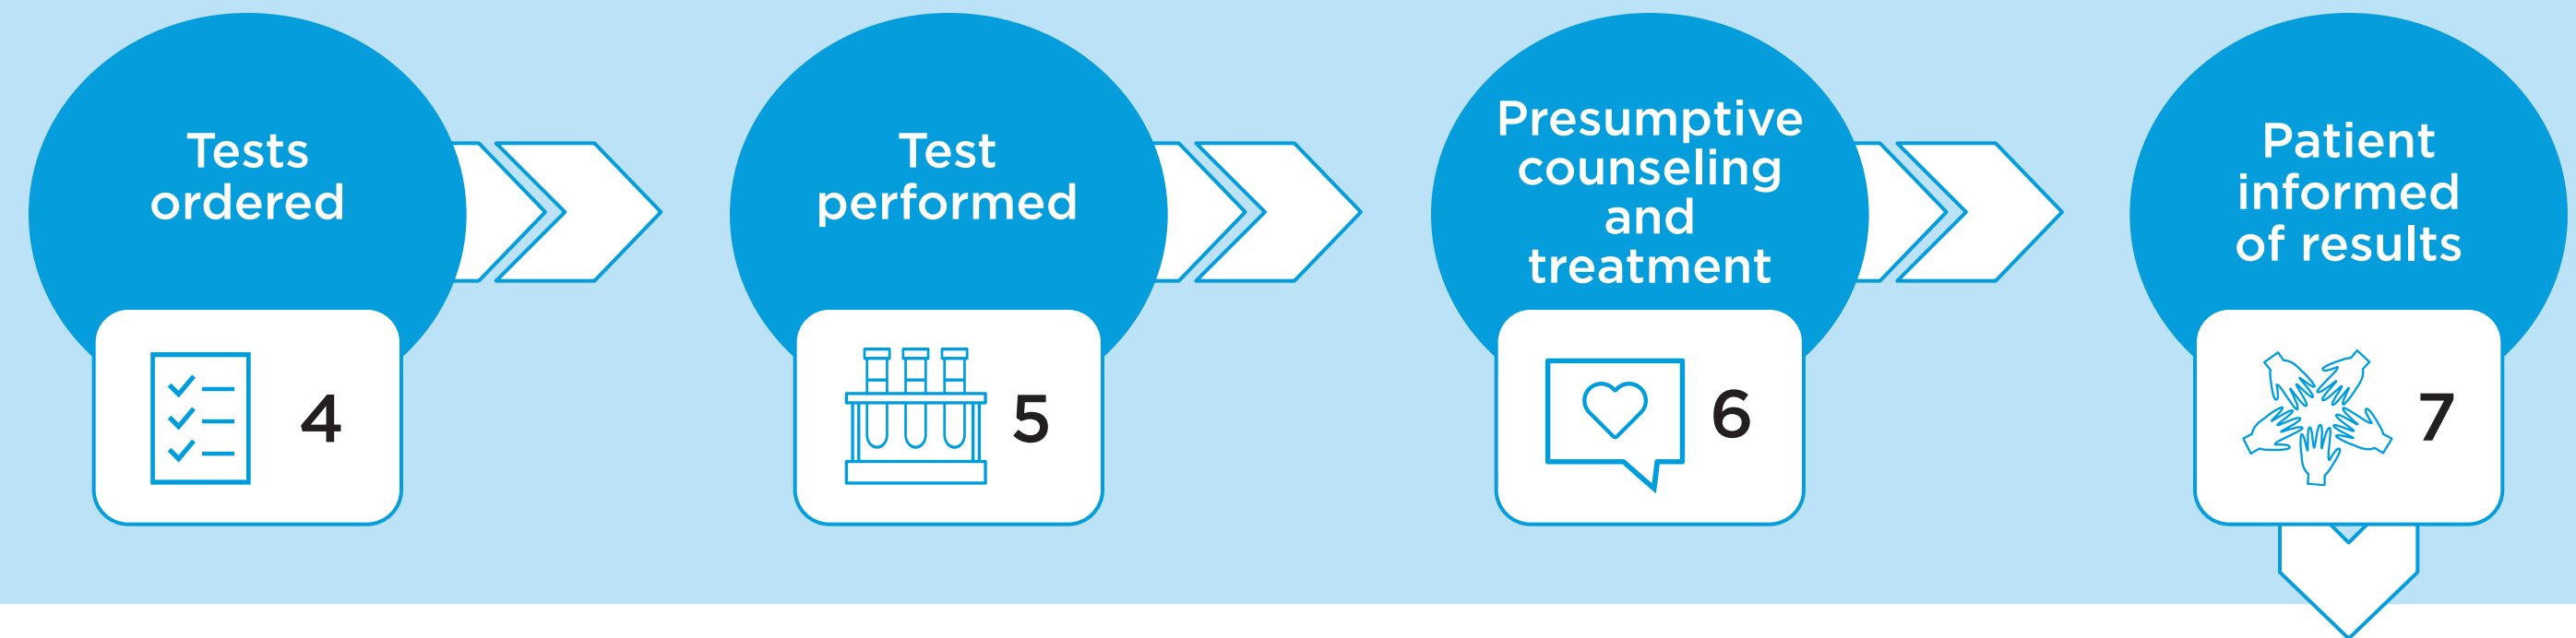 Tests
ordered
4
Test
performed
5
Presumptive
counseling
and
treatment
6
Patient
informed
of results
7